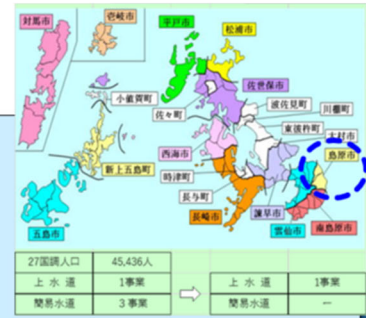 対馬市
壱岐市
平戸市
松浦市
佐世保市
小値賀町
佐々町
波佐見町
川棚町
東彼杵町
大村市
西海市
島原市
新上五島町
時津町
長与町
五島市
長崎市
諫早市
雲仙市
南島原市
27国調人口 45,436人
上水道 1事業 上水道 1事業
簡易水道 3事業 簡易水道 ー